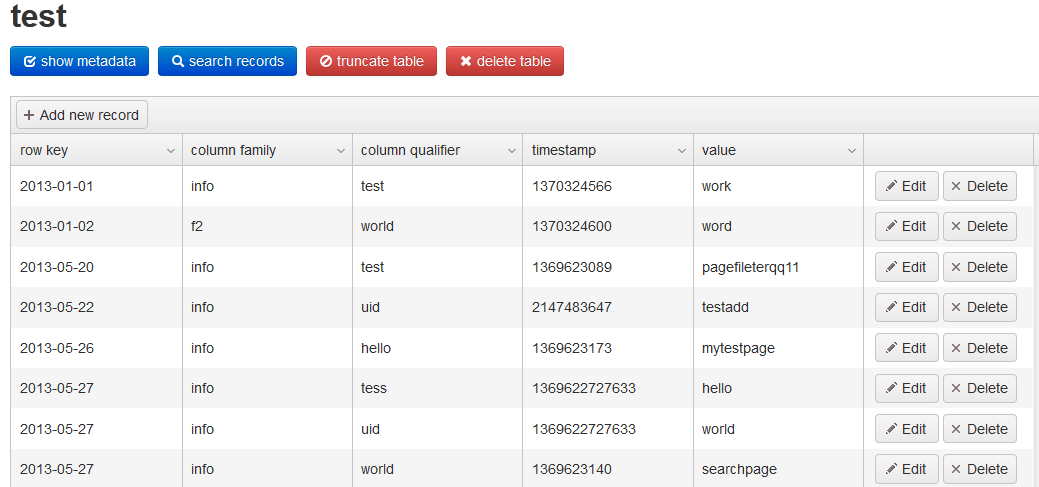 test
show metadata search records truncate table delete table
Add new record
row key column family column qualifier timestamp value
2013-01-01 info test 1370324566 work Edit Delete
2013-01-02 f2 world 1370324600 word Edit Delete
2013-05-20 info test 1369623089 pagefileterqq11 Edit Delete
2013-05-22 info uid 2147483647 testadd Edit Delete
2013-05-26 info hello 1369623173 mytestpage Edit Delete
2013-05-27 info tess 1369622727633 hello Edit Delete
2013-05-27 info uid 1369622727633 world Edit Delete
2013-05-27 info world 1369623140 searchpage Edit Delete